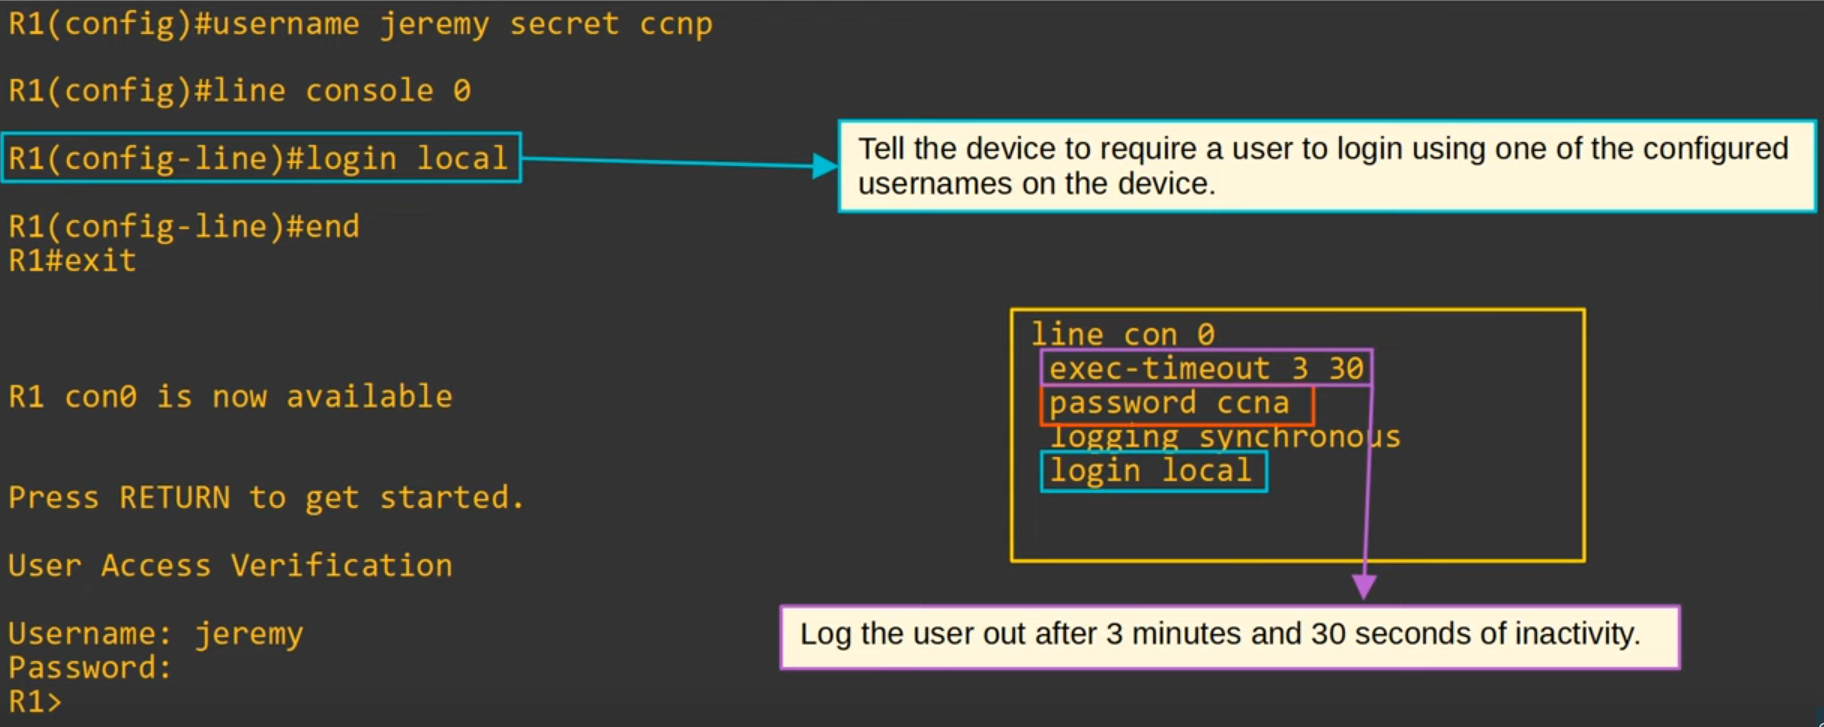 R1(config)#username jeremy secret ccnp
R1(config)#line console 0
R1(config-line)#login local
Tell the device to require a user to login using one of the configured
usernames on the device.
R1(config-line)#end
R1#exit
R1 con0 is now available
Press RETURN to get started.
User Access Verification
Username: jeremy
Password:
R1>
line con 0
exec-timeout 3 30
password ccna
logging synchronous
login local
Log the user out after 3 minutes and 30 seconds of inactivity.